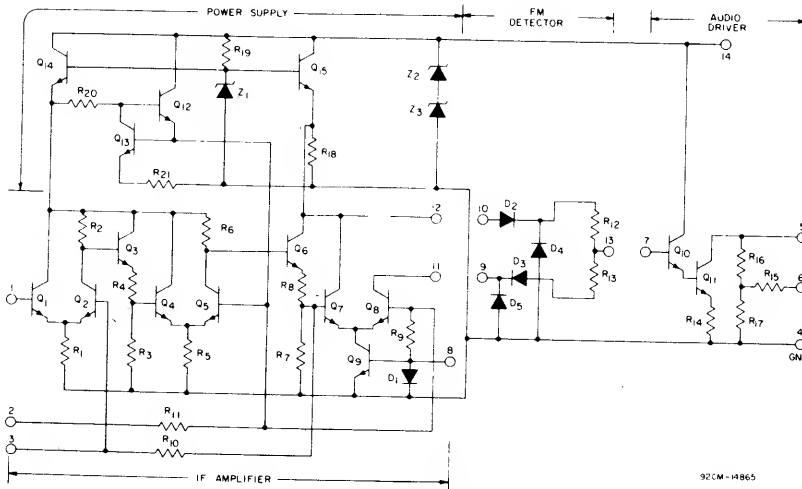 POWER SUPPLY
FM
DETECTOR
AUDIO
DRIVER
14
Q14
R19
Q15
Z1
Z2
Z3
R20
Q12
Q13
R18
R21
12
10
D2
R12
13
7
Q10
5
R2
Q3
R6
Q6
11
D4
9
D3
R13
Q11
R16
R15
6
1
Q1
Q2
R4
Q4
Q5
R8
Q7
Q8
R9
D5
R14
R17
R1
R3
R5
R7
Q9
8
4
GND
D1
2
R11
3
R10
IF AMPLIFIER
92CM-14865